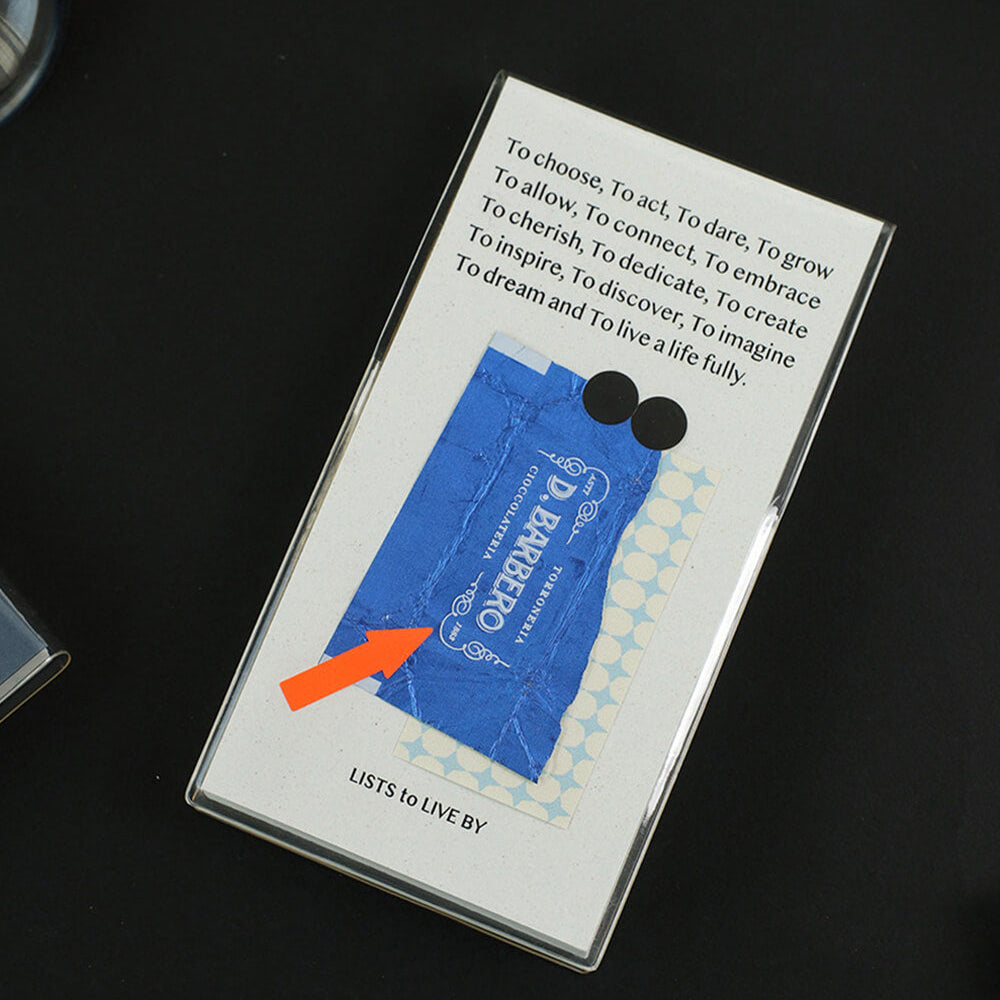 To choose, To act, To dare, To grow
To allow, To connect, To embrace
To cherish, To dedicate, To create
To inspire, To discover, To imagine
To dream and To live a life fully.
TORRONERIA
ASTI
D. BARBERO
1883
CIOCCOLATERIA
LISTS to LIVE BY